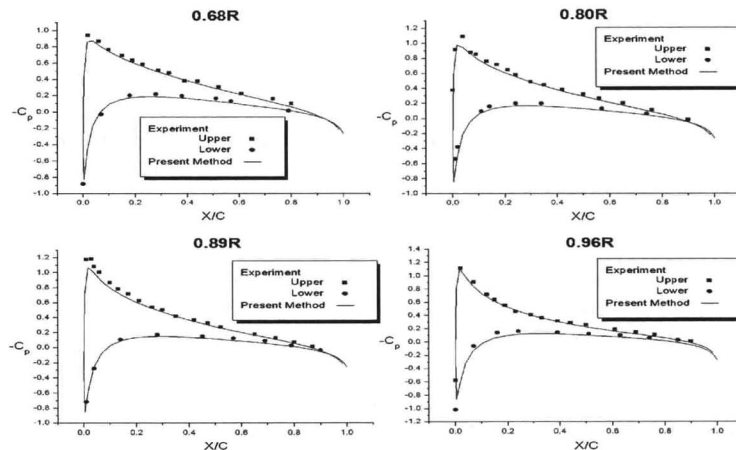 0.68R
1.0
0.8
0.6
0.4
0.2
0.0
-0.2
-0.4
-0.6
-0.8
-1.0
-Cp
Experiment
Upper
Lower
Present Method
0.0 0.2 0.4 0.6 0.8 1.0
X/C
0.80R
1.2
1.0
0.8
0.6
0.4
0.2
0.0
-0.2
-0.4
-0.6
-0.8
-1.0
-Cp
Experiment
Upper
Lower
Present Method
0.0 0.2 0.4 0.6 0.8 1.0
X/C
0.89R
1.2
1.0
0.8
0.6
0.4
0.2
0.0
-0.2
-0.4
-0.6
-0.8
-1.0
-Cp
Experiment
Upper
Lower
Present Method
0.0 0.2 0.4 0.6 0.8 1.0
X/C
0.96R
1.4
1.2
1.0
0.8
0.6
0.4
0.2
0.0
-0.2
-0.4
-0.6
-0.8
-1.0
-1.2
-Cp
Experiment
Upper
Lower
Present Method
0.0 0.2 0.4 0.6 0.8 1.0
X/C